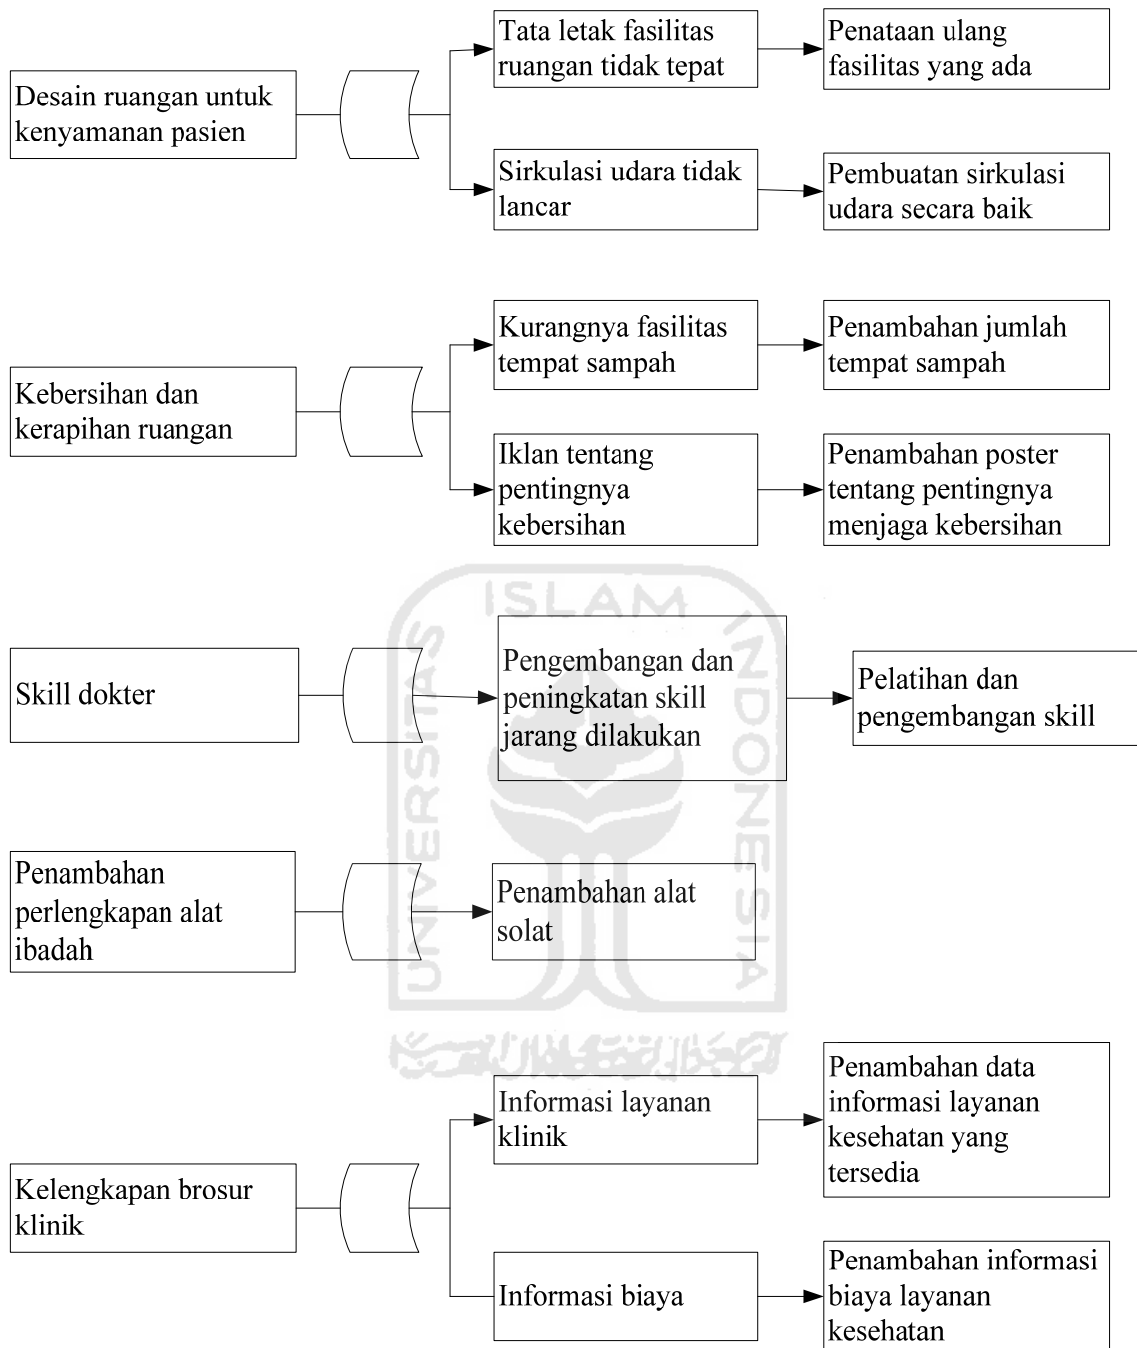 Desain ruangan untuk
kenyamanan pasien
Tata letak fasilitas
ruangan tidak tepat
Penataan ulang
fasilitas yang ada
Sirkulasi udara tidak
lancar
Pembuatan sirkulasi
udara secara baik
Kebersihan dan
kerapihan ruangan
Kurangnya fasilitas
tempat sampah
Penambahan jumlah
tempat sampah
Iklan tentang
pentingnya
kebersihan
Penambahan poster
tentang pentingnya
menjaga kebersihan
UNIVERSITAS
ISLAM
INDONESIA
Skill dokter
Pengembangan dan
peningkatan skill
jarang dilakukan
Pelatihan dan
pengembangan skill
Penambahan
perlengkapan alat
ibadah
Penambahan alat
solat
Kelengkapan brosur
klinik
Informasi layanan
klinik
Penambahan data
informasi layanan
kesehatan yang
tersedia
Informasi biaya
Penambahan informasi
biaya layanan
kesehatan